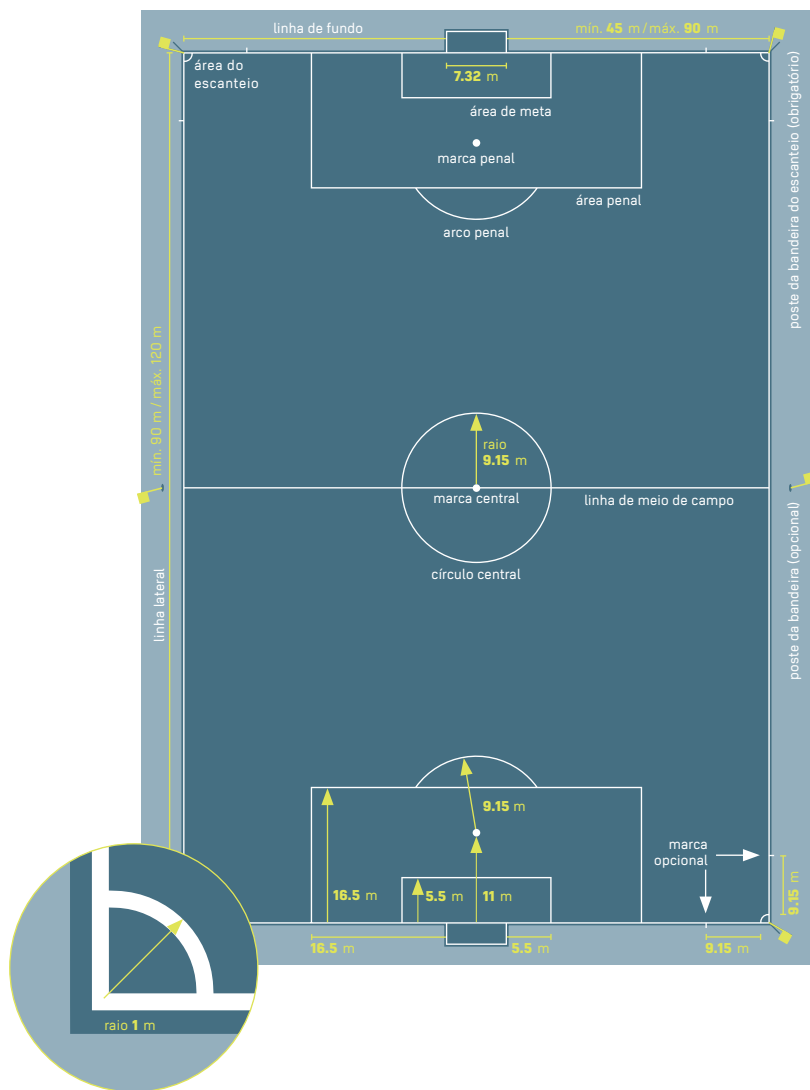 linha de fundo
mín. 45 m / máx. 90 m
área do
escanteio
7.32 m
área de meta
marca penal
área penal
arco penal
poste da bandeira do escanteio (obrigatório)
mín. 90 m / máx. 120 m
raio
9.15 m
marca central
linha de meio de campo
círculo central
linha lateral
poste da bandeira (opcional)
9.15 m
marca
opcional
16.5 m
5.5 m
11 m
9.15 m
16.5 m
5.5 m
9.15 m
raio 1 m